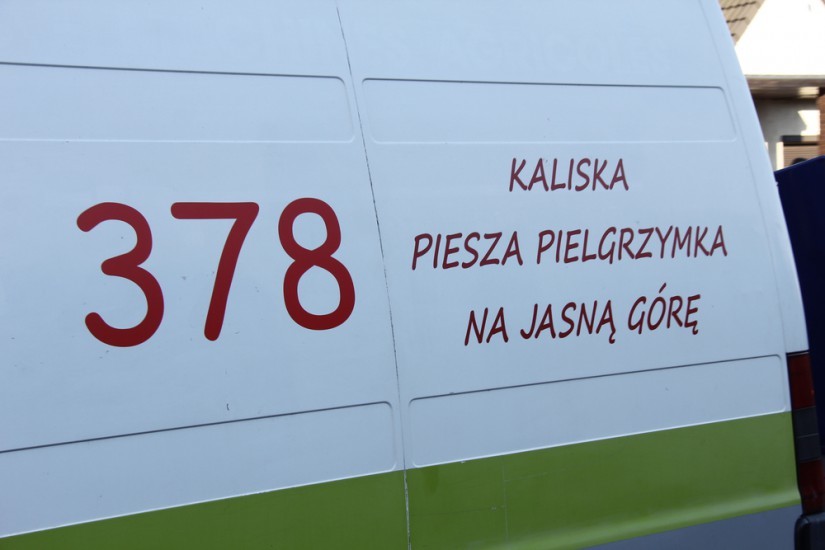 378
KALISKA
PIESZA PIELGRZYMKA
NA JASNĄ GÓRĘ